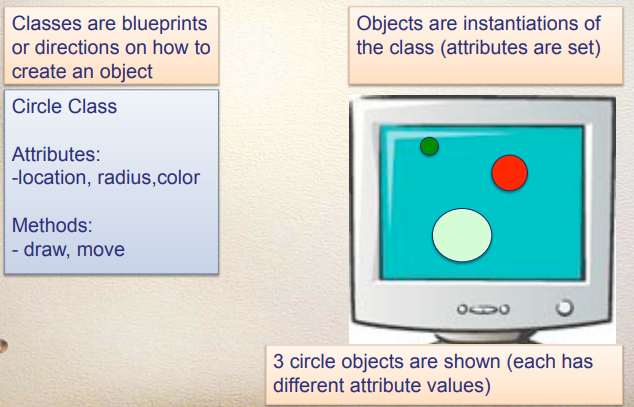 Classes are blueprints
or directions on how to
create an object
Objects are instantiations of
the class (attributes are set)
Circle Class
Attributes:
-location, radius,color
Methods:
- draw, move
3 circle objects are shown (each has
different attribute values)